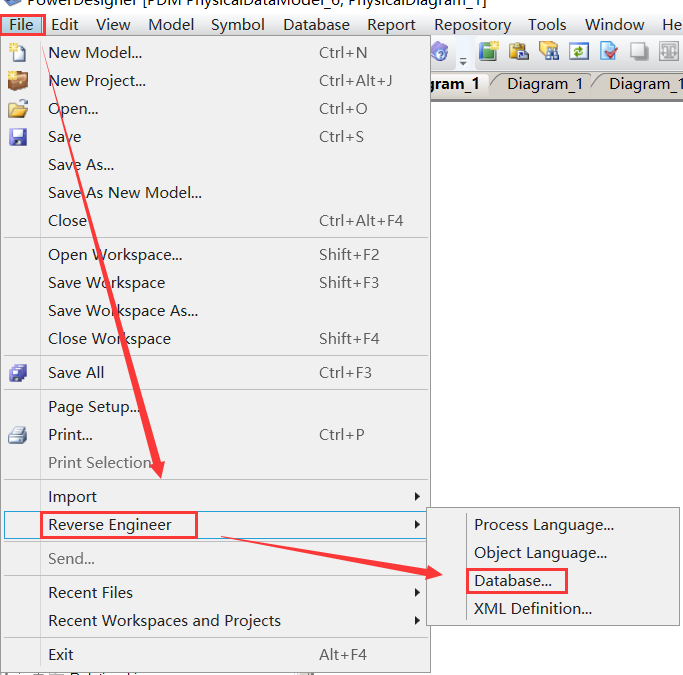 PowerDesigner [PDM PhysicalDataModel_6, PhysicalDiagram_1]
File Edit View Model Symbol Database Report Repository Tools Window He
gram_1 Diagram_1 Diagram_1
New Model... Ctrl+N
New Project... Ctrl+Alt+J
Open... Ctrl+O
Save Ctrl+S
Save As...
Save As New Model...
Close Ctrl+Alt+F4
Open Workspace... Shift+F2
Save Workspace Shift+F3
Save Workspace As...
Close Workspace Shift+F4
Save All Ctrl+F3
Page Setup...
Print... Ctrl+P
Print Selection
Import
Reverse Engineer
Process Language...
Object Language...
Database...
XML Definition...
Send...
Recent Files
Recent Workspaces and Projects
Exit Alt+F4